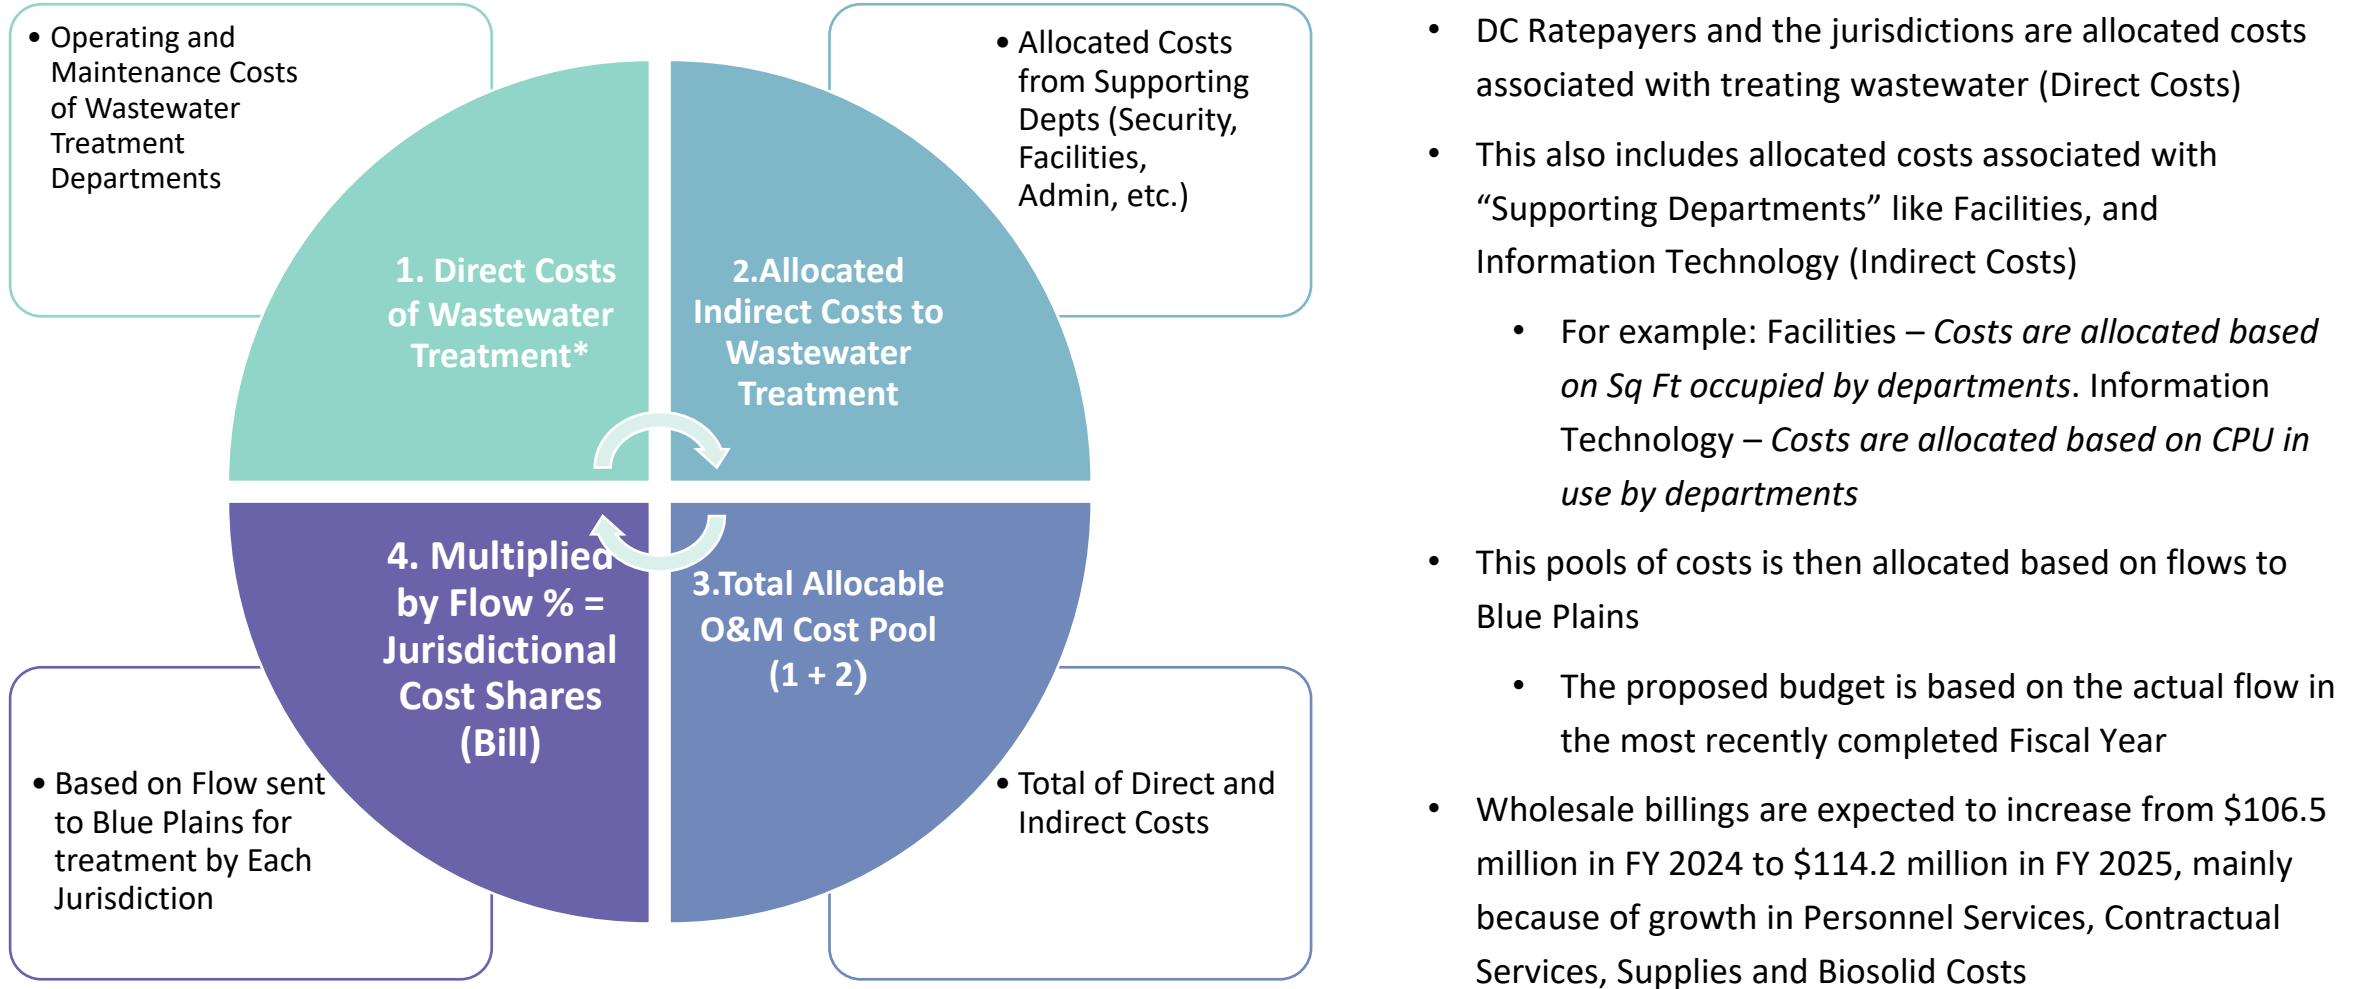 • Operating and
Maintenance Costs
of Wastewater
Treatment
Departments
• Allocated Costs
from Supporting
Depts (Security,
Facilities,
Admin, etc.)
1. Direct Costs
of Wastewater
Treatment*
2.Allocated
Indirect Costs to
Wastewater
Treatment
4. Multiplied
by Flow % =
Jurisdictional
Cost Shares
(Bill)
3.Total Allocable
O&M Cost Pool
(1 + 2)
• Based on Flow sent
to Blue Plains for
treatment by Each
Jurisdiction
• Total of Direct and
Indirect Costs
• DC Ratepayers and the jurisdictions are allocated costs
associated with treating wastewater (Direct Costs)
• This also includes allocated costs associated with
“Supporting Departments” like Facilities, and
Information Technology (Indirect Costs)
• For example: Facilities – Costs are allocated based
on Sq Ft occupied by departments. Information
Technology – Costs are allocated based on CPU in
use by departments
• This pools of costs is then allocated based on flows to
Blue Plains
• The proposed budget is based on the actual flow in
the most recently completed Fiscal Year
• Wholesale billings are expected to increase from $106.5
million in FY 2024 to $114.2 million in FY 2025, mainly
because of growth in Personnel Services, Contractual
Services, Supplies and Biosolid Costs